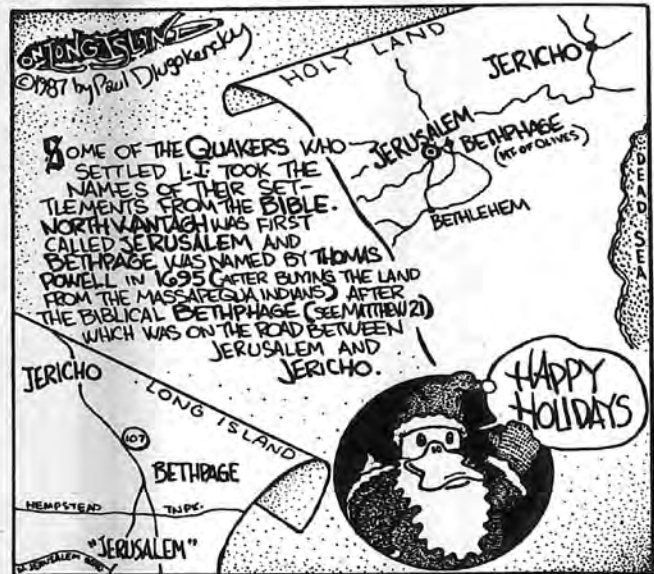 ON LONG ISLAND
©1987 by Paul Dlugokencky
HOLY LAND
JERICHO
JERUSALEM
BETHPHAGE
(MT. OF OLIVES)
BETHLEHEM
DEAD SEA
SOME OF THE QUAKERS WHO
SETTLED L.I. TOOK THE
NAMES OF THEIR SET-
TLEMENTS FROM THE BIBLE.
NORTH WANTAGH WAS FIRST
CALLED JERUSALEM AND
BETHPAGE WAS NAMED BY THOMAS
POWELL IN 1695 (AFTER BUYING THE LAND
FROM THE MASSAPEQUA INDIANS) AFTER
THE BIBLICAL BETHPHAGE (SEE MATTHEW 21)
WHICH WAS ON THE ROAD BETWEEN
JERUSALEM AND
JERICHO.
JERICHO
LONG ISLAND
107
BETHPAGE
HEMPSTEAD TNPK.
"JERUSALEM"
JERUSALEM
HAPPY
HOLIDAYS